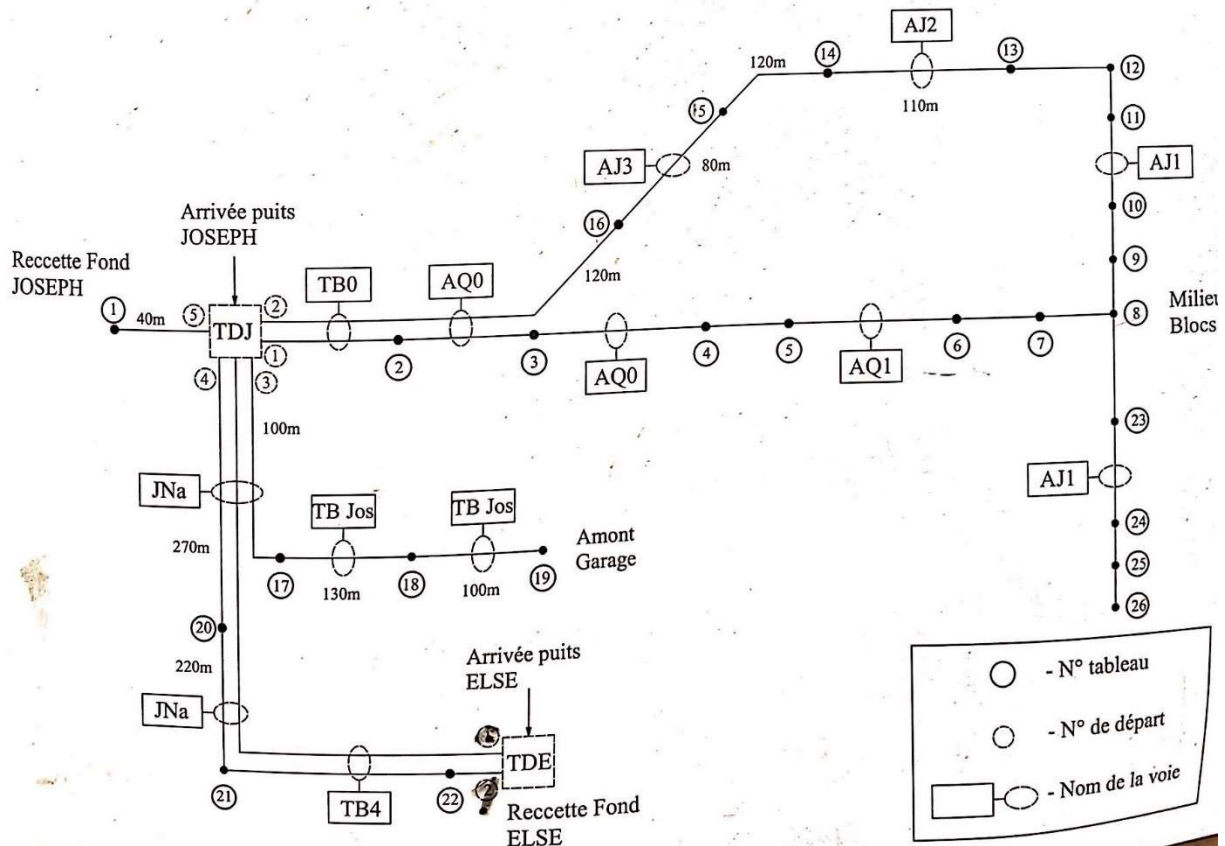 AJ2
14
13
12
120m
110m
15
11
AJ3
80m
AJ1
16
10
Arrivée puits
JOSEPH
120m
9
Reccette Fond
JOSEPH
TB0
AQ0
1
40m
5
2
TDJ
8
Milieu
Blocs
1
2
3
4
5
6
7
4
3
AQ0
AQ1
100m
23
JNa
TB Jos
TB Jos
AJ1
Amont
Garage
24
270m
17
130m
18
100m
19
25
20
26
220m
Arrivée puits
ELSE
JNa
TDE
2
21
TB4
22
Reccette Fond
ELSE
- N° tableau
- N° de départ
- Nom de la voie